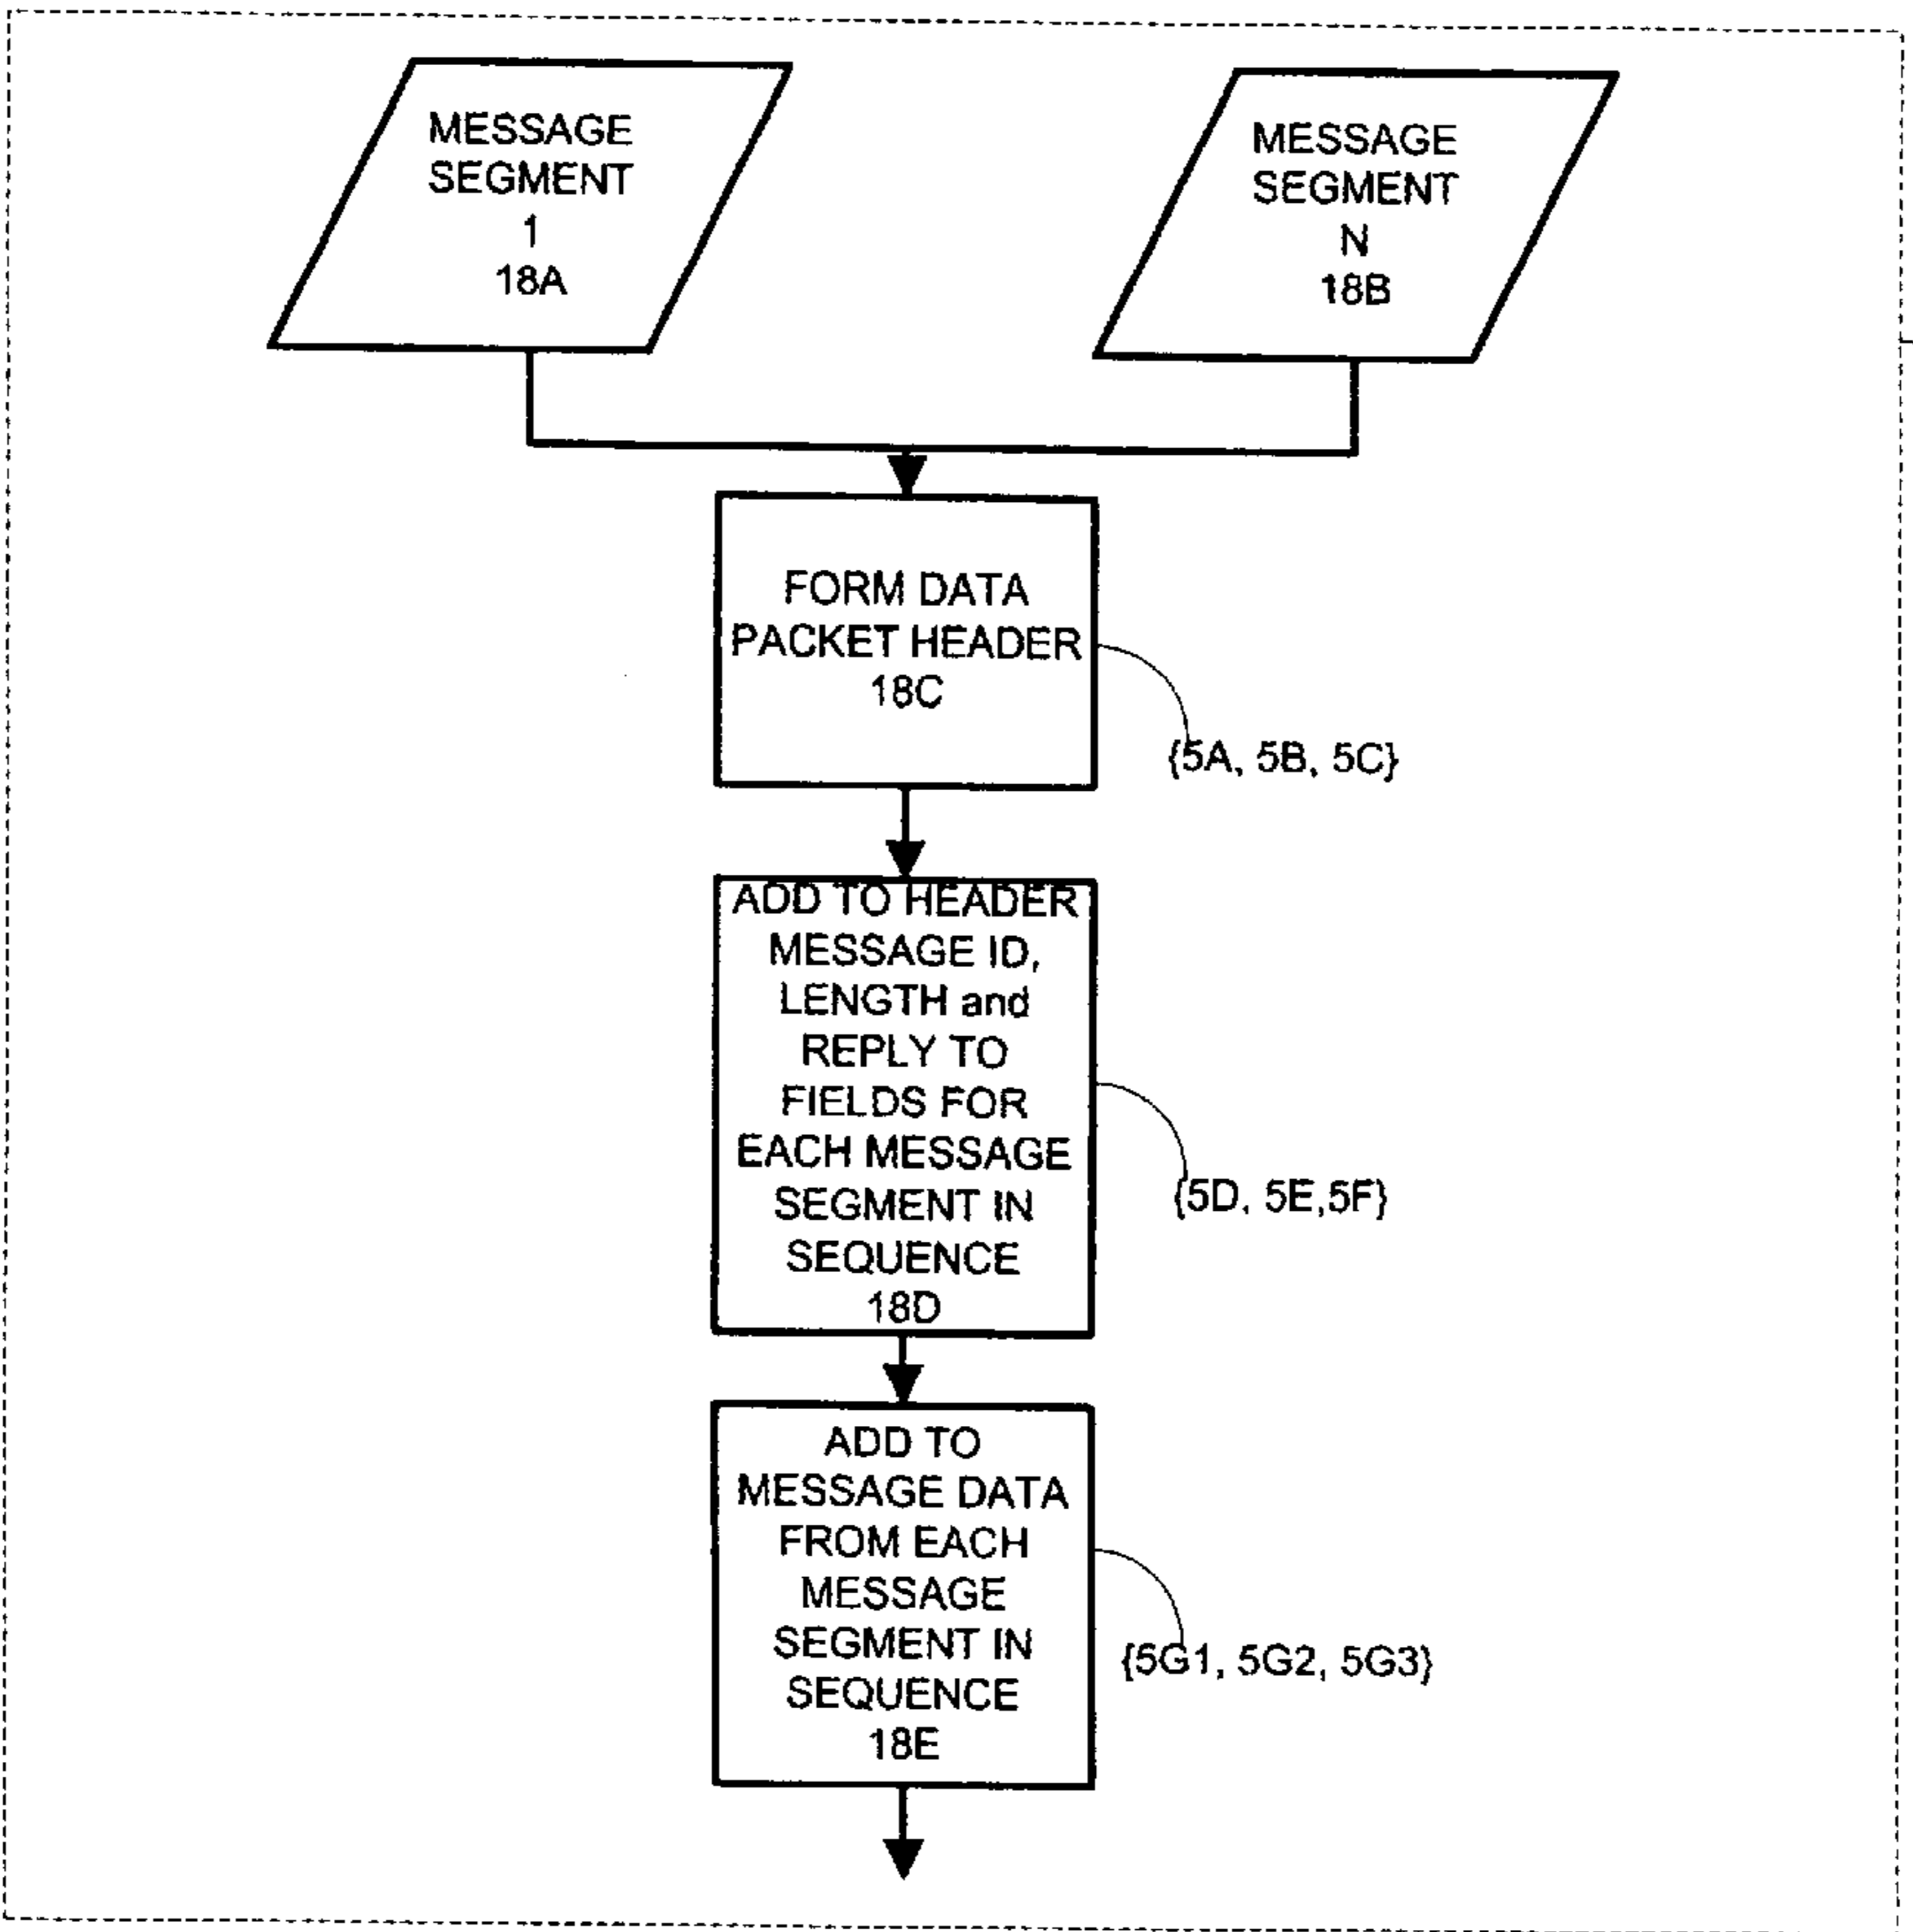 MESSAGE
SEGMENT
1
18A
MESSAGE
SEGMENT
N
18B
FORM DATA
PACKET HEADER
18C
{5A, 5B, 5C}
ADD TO HEADER
MESSAGE ID,
LENGTH and
REPLY TO
FIELDS FOR
EACH MESSAGE
SEGMENT IN
SEQUENCE
18D
{5D, 5E,5F}
ADD TO
MESSAGE DATA
FROM EACH
MESSAGE
SEGMENT IN
SEQUENCE
18E
{5G1, 5G2, 5G3}